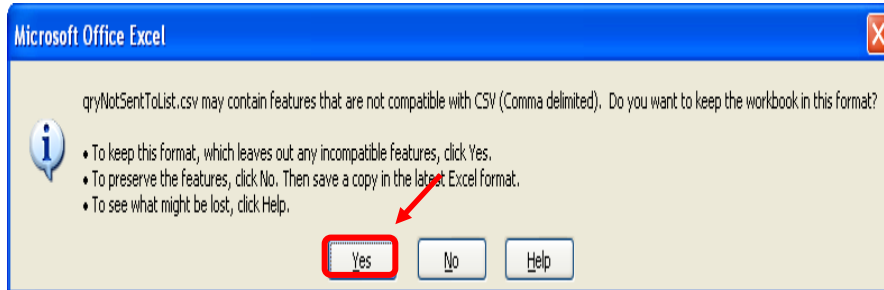 Microsoft Office Excel
qryNotSentToList.csv may contain features that are not compatible with CSV (Comma delimited).  Do you want to keep the workbook in this format?
• To keep this format, which leaves out any incompatible features, click Yes.
• To preserve the features, click No. Then save a copy in the latest Excel format.
• To see what might be lost, click Help.
Yes No Help